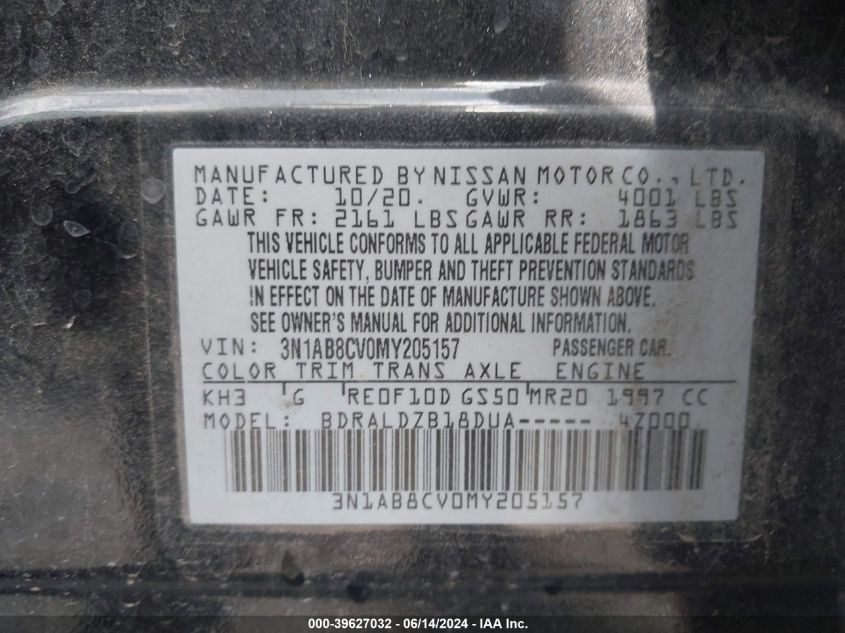 MANUFACTURED BY NISSAN MOTOR CO., LTD.
DATE: 10/20. GVWR: 4001 LBS
GAWR FR: 2161 LBS GAWR RR: 1863 LBS
THIS VEHICLE CONFORMS TO ALL APPLICABLE FEDERAL MOTOR
VEHICLE SAFETY, BUMPER AND THEFT PREVENTION STANDARDS
IN EFFECT ON THE DATE OF MANUFACTURE SHOWN ABOVE.
SEE OWNER'S MANUAL FOR ADDITIONAL INFORMATION.
VIN: 3N1AB8CV0MY205157 PASSENGER CAR.
COLOR TRIM TRANS AXLE ENGINE
KH3 G RE0F10D GS50 MR20 1997 CC
MODEL: BDRALDZB18DUA----- 4Z000
3N1AB8CV0MY205157
000-39627032 - 06/14/2024 - IAA Inc.